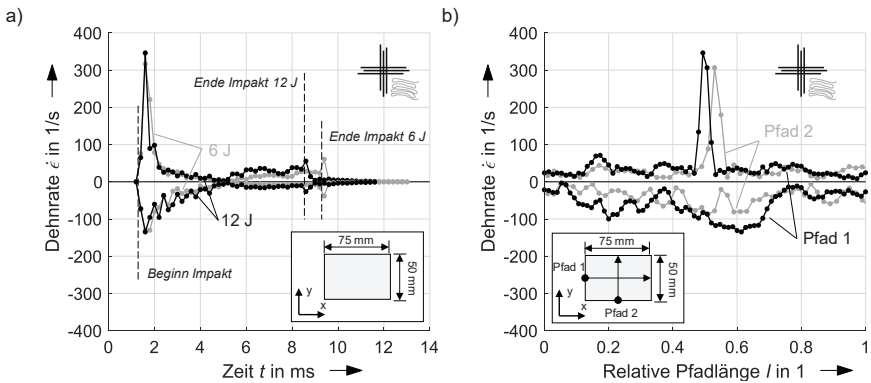 a)
400
300
200
100
0
-100
-200
-300
-400
Dehnrate ε̇ in 1/s
Ende Impakt 12 J
Ende Impakt 6 J
6 J
12 J
Beginn Impakt
75 mm
50 mm
y
x
0 2 4 6 8 10 12 14
Zeit t in ms
b)
400
300
200
100
0
-100
-200
-300
-400
Dehnrate ε̇ in 1/s
Pfad 2
Pfad 1
75 mm
Pfad 1
50 mm
y
x
Pfad 2
0 0.2 0.4 0.6 0.8 1
Relative Pfadlänge l in 1